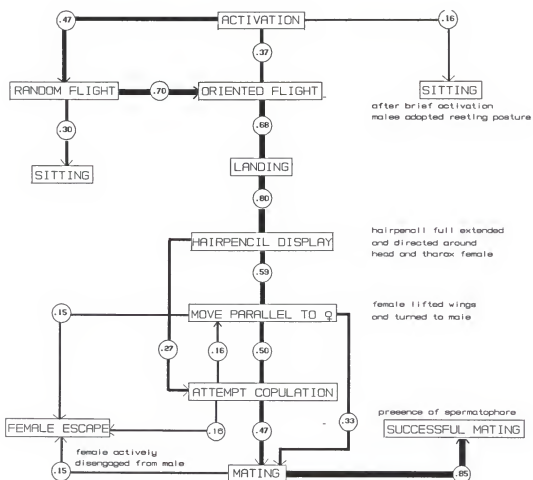 ACTIVATION
.47
.37
.16
RANDOM FLIGHT
.70
ORIENTED FLIGHT
SITTING
after brief activation
malee adopted reeting posture
.30
.68
SITTING
LANDING
.80
HAIRPENCIL DISPLAY
hairpencil full extended
and directed around
head and thorax female
.59
MOVE PARALLEL TO ♀
female lifted wings
and turned to male
.15
.27
.16
.50
ATTEMPT COPULATION
.33
presence of spermatophore
FEMALE ESCAPE
.16
.47
SUCCESSFUL MATING
female actively
disengaged from male
.15
MATING
.85